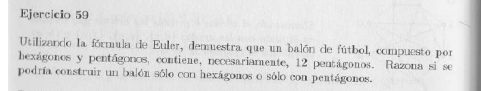 Ejercicio 59
Utilizando la fórmula de Euler, demuestra que un balón de fútbol, compuesto por
hexágonos y pentágonos, contiene, necesariamente, 12 pentágonos. Razona si se
podría construir un balón sólo con hexágonos o sólo con pentágonos.